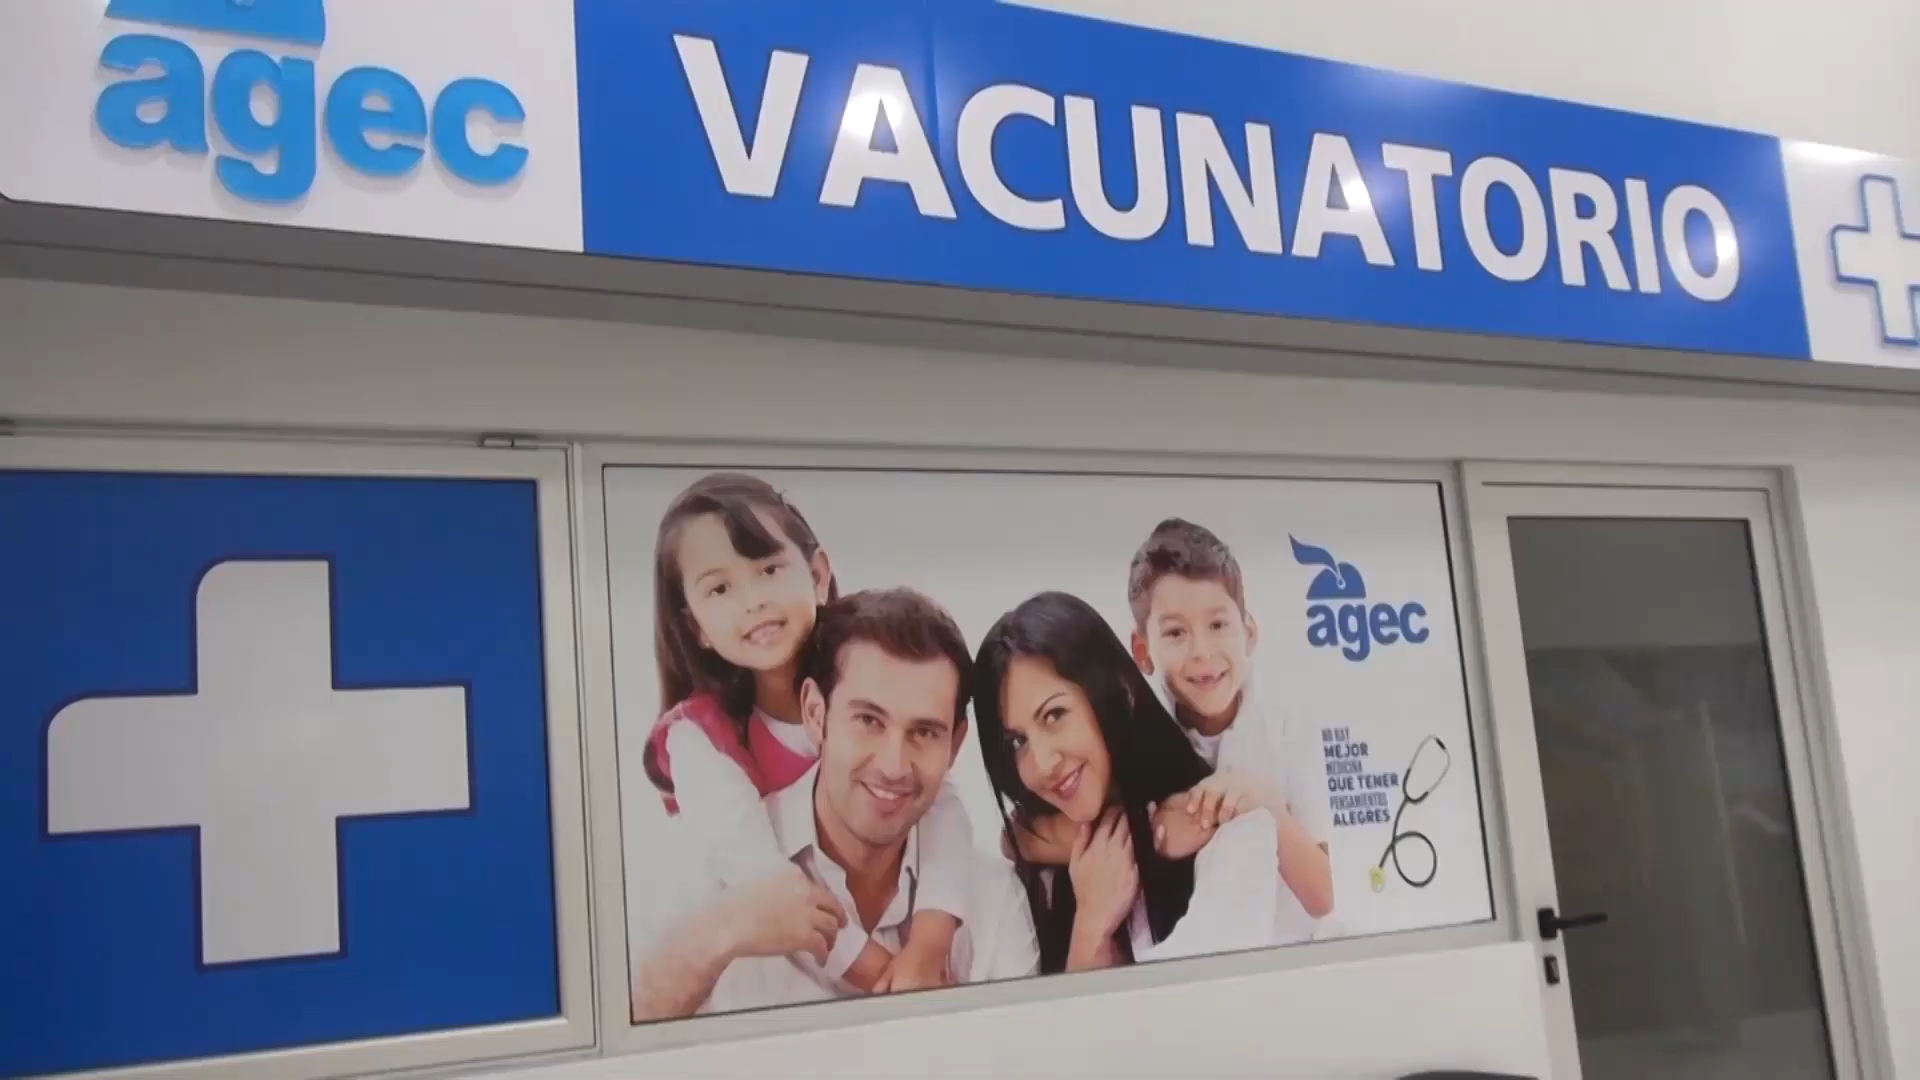 agec
VACUNATORIO
agec
NO HAY
MEJOR
MEDICINA
QUE TENER
PENSAMIENTOS
ALEGRES